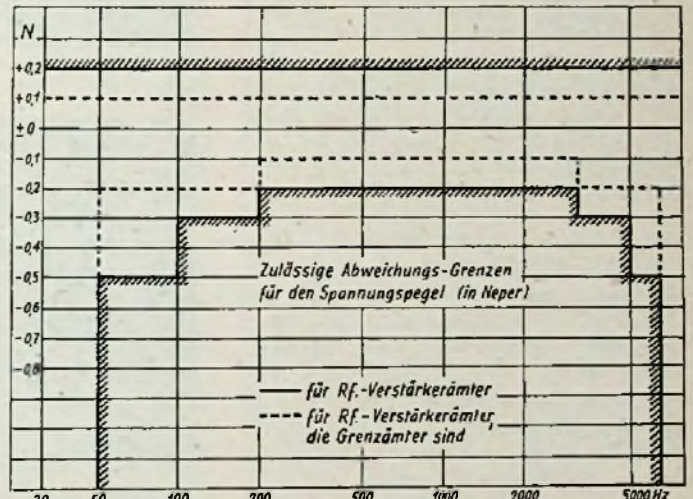 N
+0,2
+0,1
±0
-0,1
-0,2
-0,3
-0,4
-0,5
-0,6
-0,7
-0,8
Zulässige Abweichungs-Grenzen
für den Spannungspegel (in Neper)
für Rf.-Verstärkerämter
für Rf.-Verstärkerämter,
die Grenzämter sind
30 50 100 200 500 1000 2000 5000 Hz